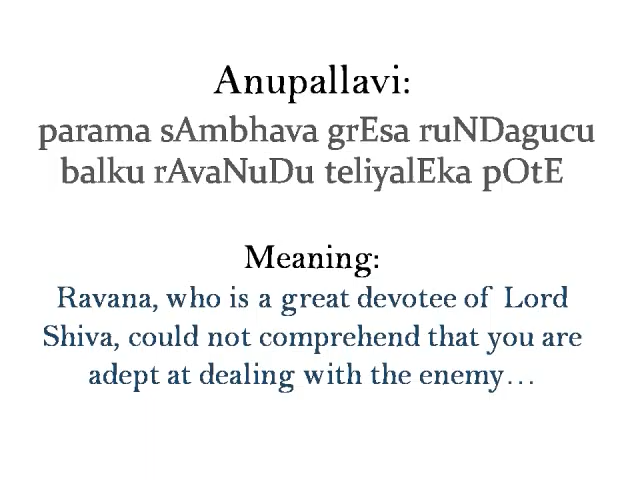 Anupallavi:
parama sAmbhava grEsa ruNDagucu
balku rAvaNuDu teliyalEka pOtE
Meaning:
Ravana, who is a great devotee of Lord
Shiva, could not comprehend that you are
adept at dealing with the enemy…